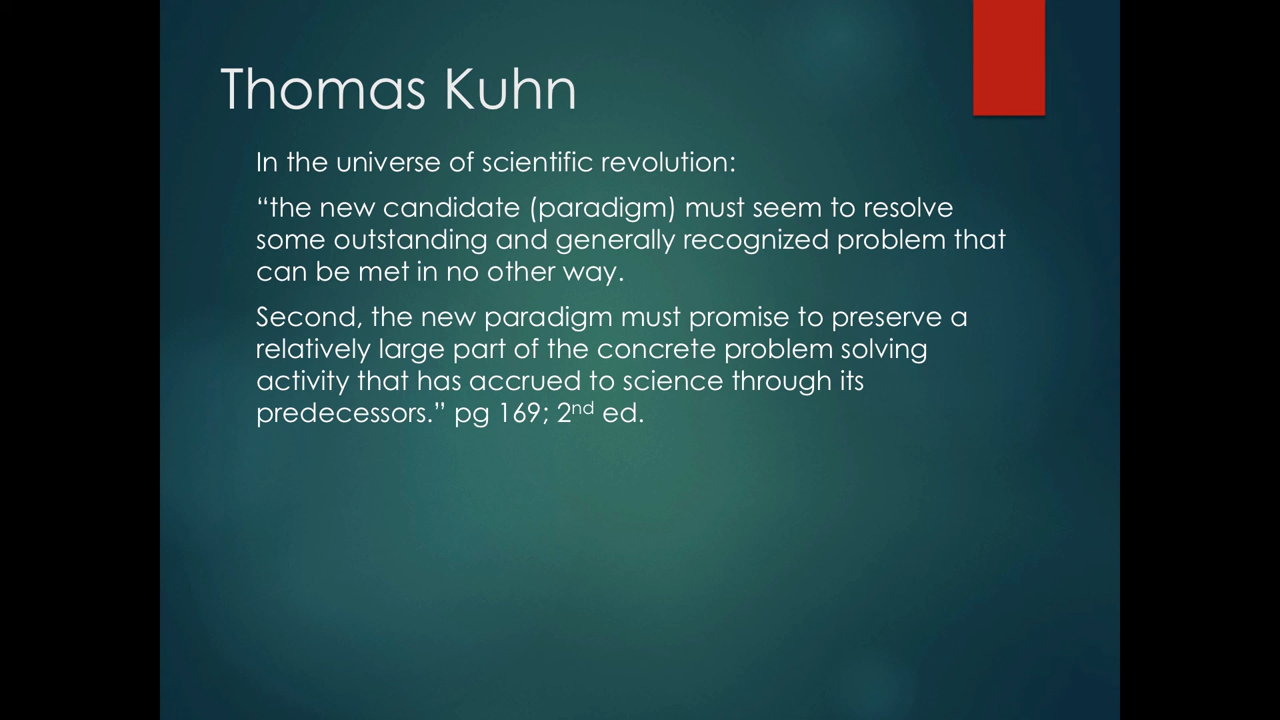 Thomas Kuhn
In the universe of scientific revolution:
“the new candidate (paradigm) must seem to resolve
some outstanding and generally recognized problem that
can be met in no other way.
Second, the new paradigm must promise to preserve a
relatively large part of the concrete problem solving
activity that has accrued to science through its
predecessors.” pg 169; 2nd ed.